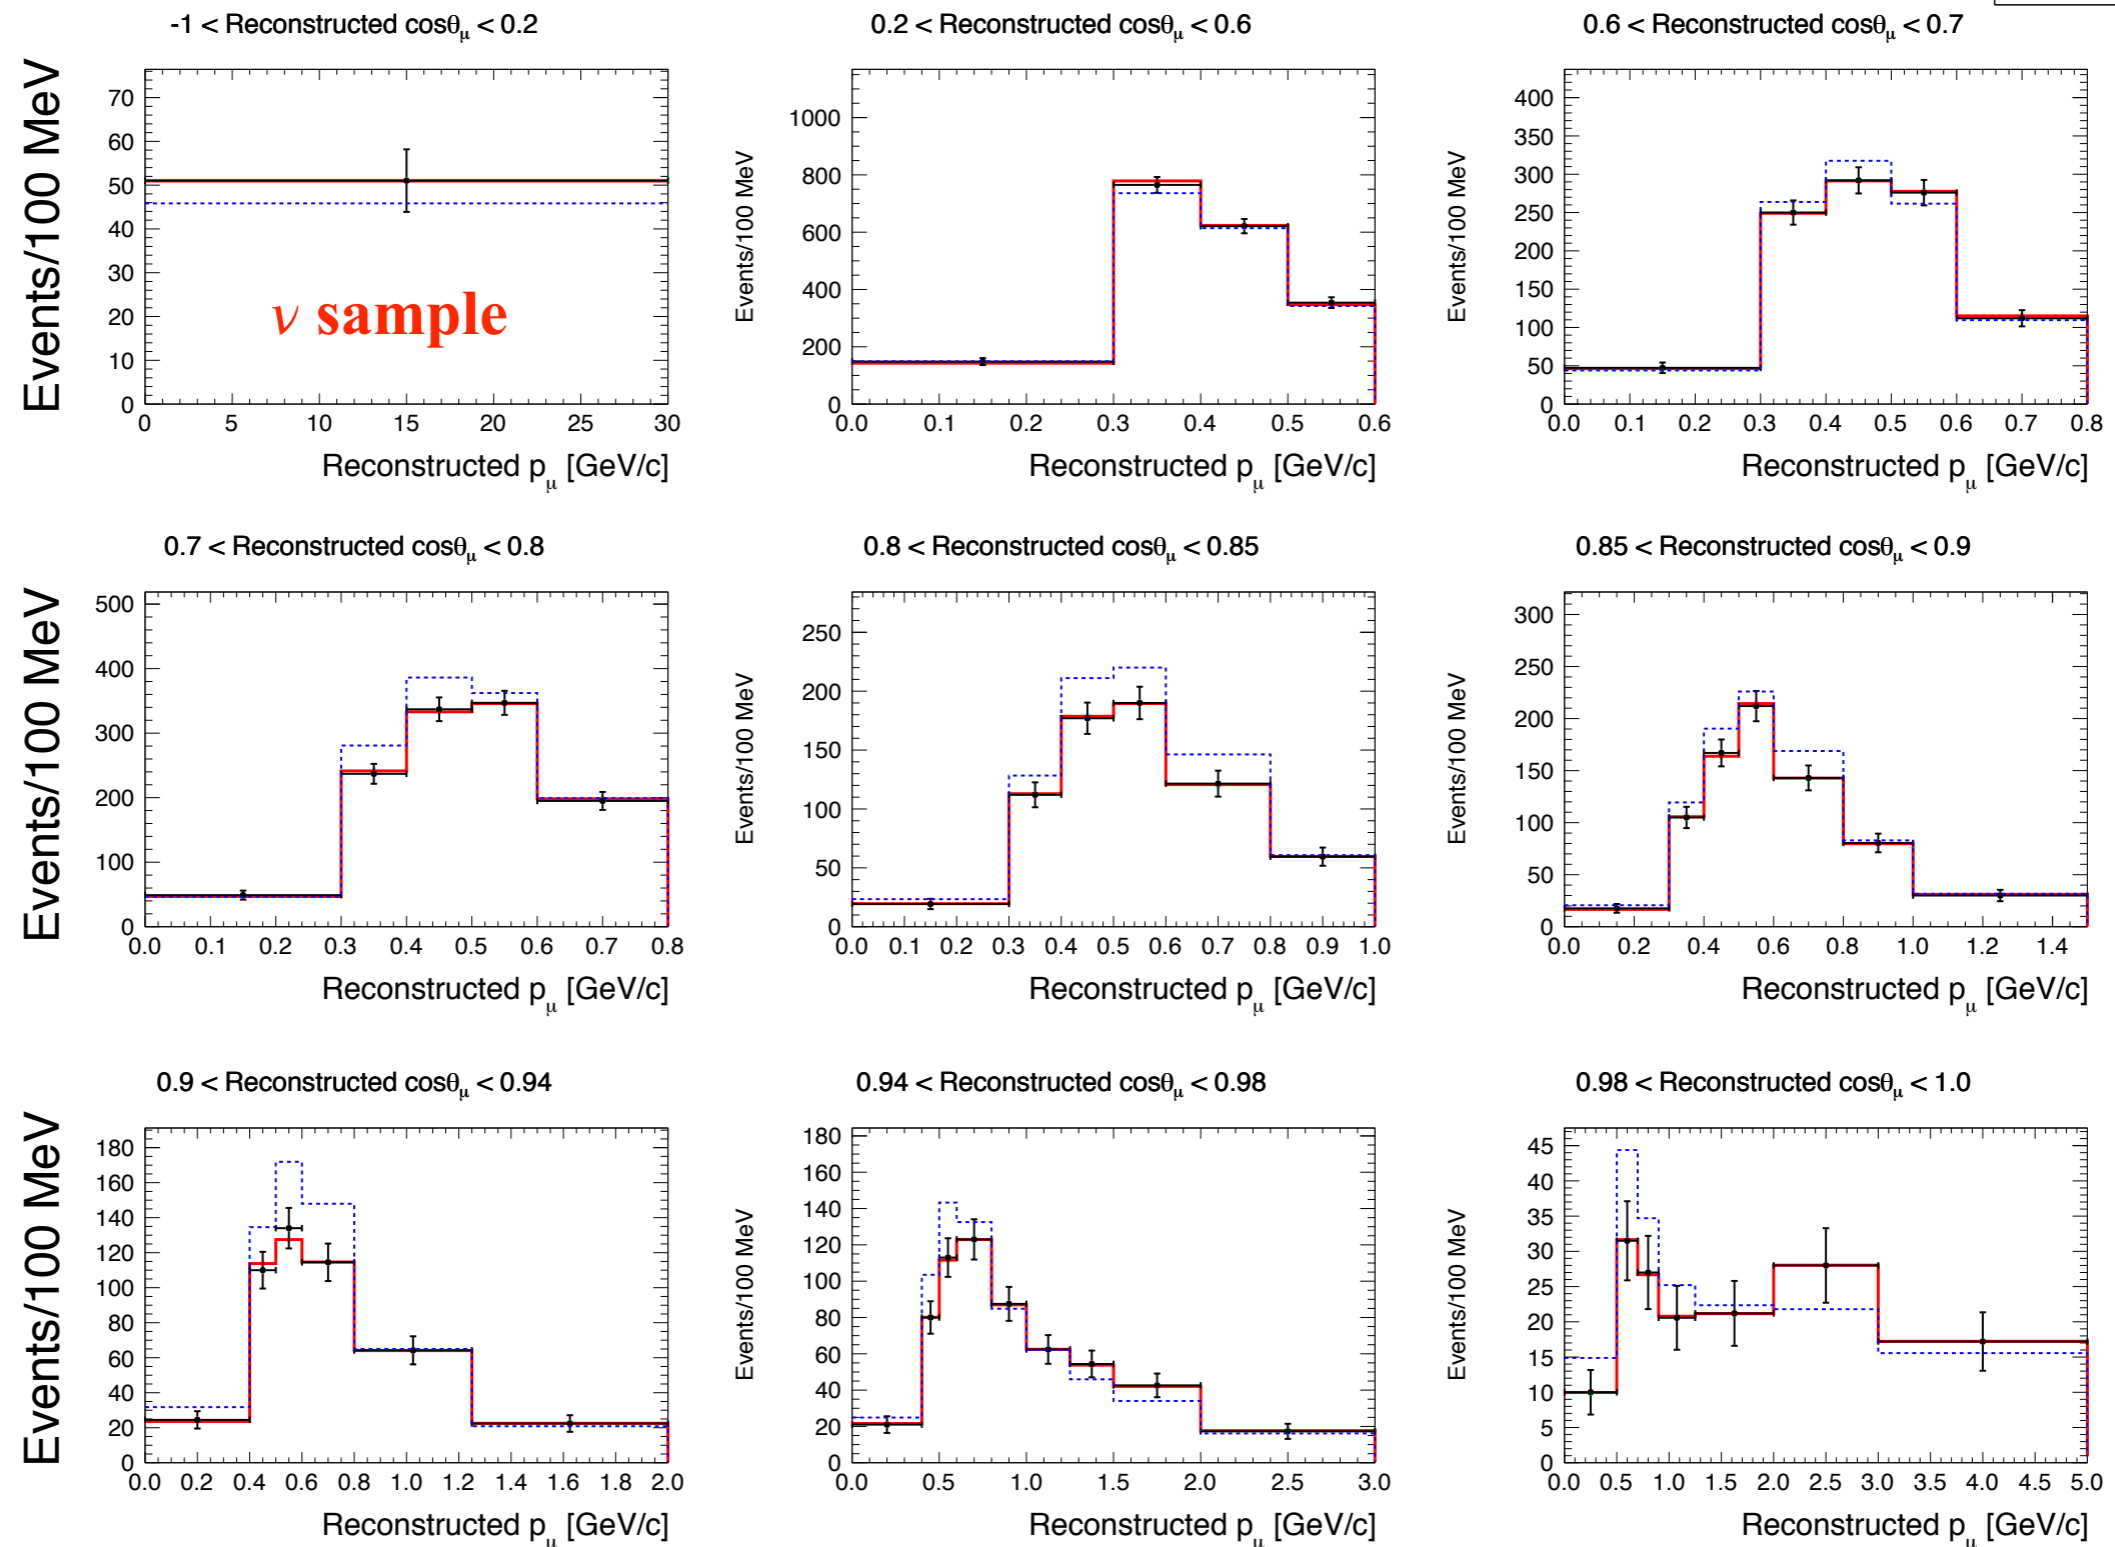 -1 < Reconstructed cosθμ < 0.2
Events/100 MeV
70
60
50
40
30
20
10
0
0 5 10 15 20 25 30
ν sample
Reconstructed pμ [GeV/c]
0.2 < Reconstructed cosθμ < 0.6
Events/100 MeV
1000
800
600
400
200
0
0.0 0.1 0.2 0.3 0.4 0.5 0.6
Reconstructed pμ [GeV/c]
0.6 < Reconstructed cosθμ < 0.7
Events/100 MeV
400
350
300
250
200
150
100
50
0
0.0 0.1 0.2 0.3 0.4 0.5 0.6 0.7 0.8
Reconstructed pμ [GeV/c]
0.7 < Reconstructed cosθμ < 0.8
Events/100 MeV
500
400
300
200
100
0
0.0 0.1 0.2 0.3 0.4 0.5 0.6 0.7 0.8
Reconstructed pμ [GeV/c]
0.8 < Reconstructed cosθμ < 0.85
Events/100 MeV
250
200
150
100
50
0
0.0 0.1 0.2 0.3 0.4 0.5 0.6 0.7 0.8 0.9 1.0
Reconstructed pμ [GeV/c]
0.85 < Reconstructed cosθμ < 0.9
Events/100 MeV
300
250
200
150
100
50
0
0.0 0.2 0.4 0.6 0.8 1.0 1.2 1.4
Reconstructed pμ [GeV/c]
0.9 < Reconstructed cosθμ < 0.94
Events/100 MeV
180
160
140
120
100
80
60
40
20
0
0.0 0.2 0.4 0.6 0.8 1.0 1.2 1.4 1.6 1.8 2.0
Reconstructed pμ [GeV/c]
0.94 < Reconstructed cosθμ < 0.98
Events/100 MeV
180
160
140
120
100
80
60
40
20
0
0.0 0.5 1.0 1.5 2.0 2.5 3.0
Reconstructed pμ [GeV/c]
0.98 < Reconstructed cosθμ < 1.0
Events/100 MeV
45
40
35
30
25
20
15
10
5
0
0.0 0.5 1.0 1.5 2.0 2.5 3.0 3.5 4.0 4.5 5.0
Reconstructed pμ [GeV/c]